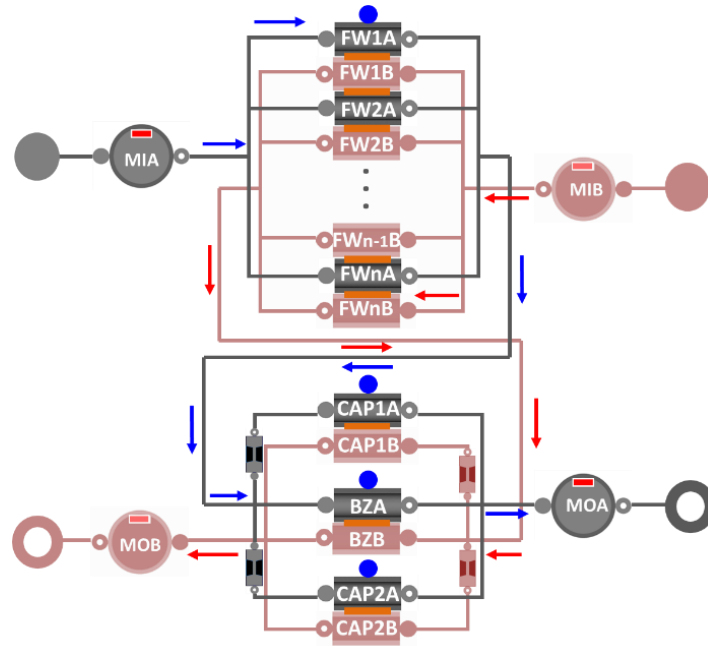 FW1A
FW1B
FW2A
MIA
FW2B
MIB
FWn-1B
FWnA
FWnB
CAP1A
CAP1B
BZA
MOA
MOB
BZB
CAP2A
CAP2B